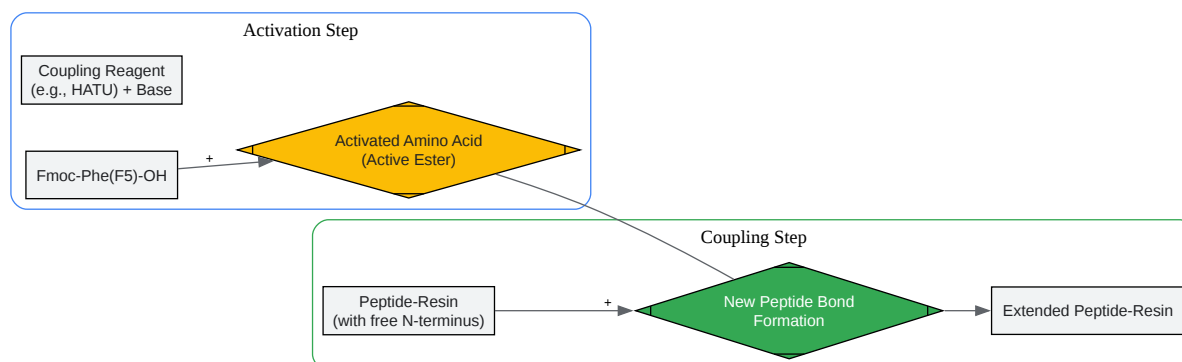 Activation Step
Coupling Reagent
(e.g., HATU) + Base
Activated Amino Acid
(Active Ester)
+
Fmoc-Phe(F5)-OH
Coupling Step
Peptide-Resin
(with free N-terminus)
+
New Peptide Bond
Formation
Extended Peptide-Resin